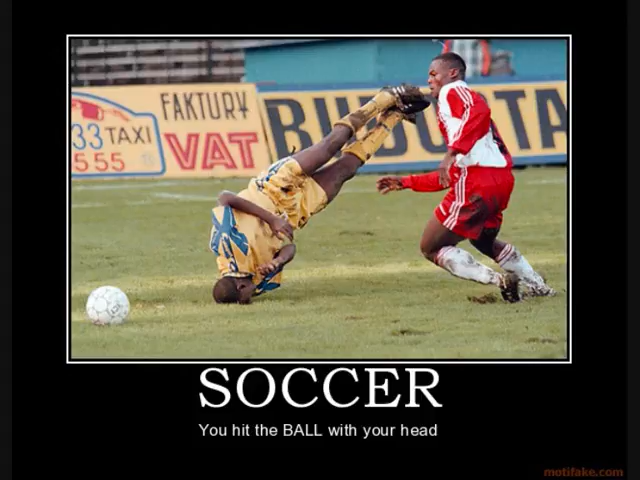 FAKTURY
33 TAXI
VAT
555
SOCCER
You hit the BALL with your head
motifake.com